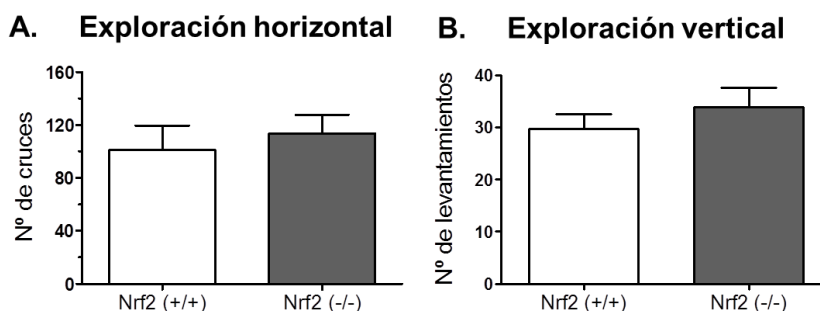 A. Exploración horizontal
Nº de cruces
160
120
80
40
0
Nrf2 (+/+)
Nrf2 (-/-)
B. Exploración vertical
Nº de levantamientos
40
30
20
10
0
Nrf2 (+/+)
Nrf2 (-/-)